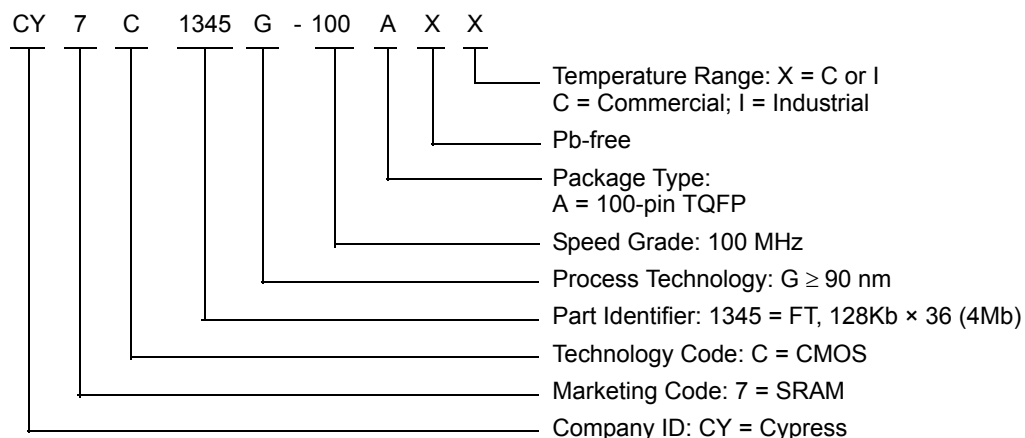 CY 7 C 1345 G - 100 A X X
Temperature Range: X = C or I
C = Commercial; I = Industrial
Pb-free
Package Type:
A = 100-pin TQFP
Speed Grade: 100 MHz
Process Technology: G ≥ 90 nm
Part Identifier: 1345 = FT, 128Kb × 36 (4Mb)
Technology Code: C = CMOS
Marketing Code: 7 = SRAM
Company ID: CY = Cypress